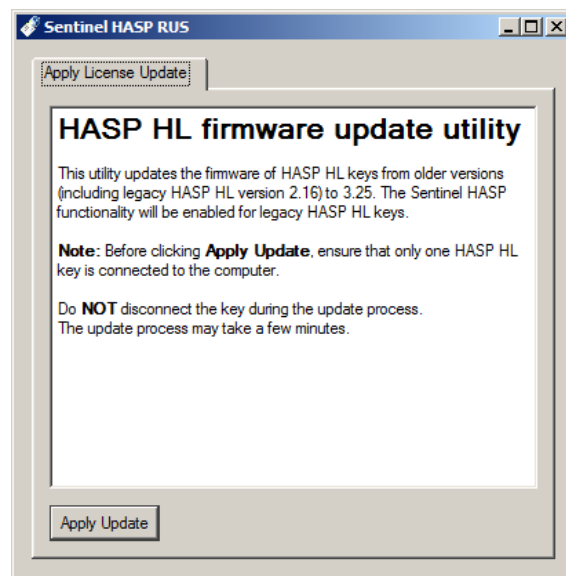 Sentinel HASP RUS
Apply License Update
HASP HL firmware update utility
This utility updates the firmware of HASP HL keys from older versions
(including legacy HASP HL version 2.16) to 3.25. The Sentinel HASP
functionality will be enabled for legacy HASP HL keys.
Note: Before clicking Apply Update, ensure that only one HASP HL
key is connected to the computer.
Do NOT disconnect the key during the update process.
The update process may take a few minutes.
Apply Update